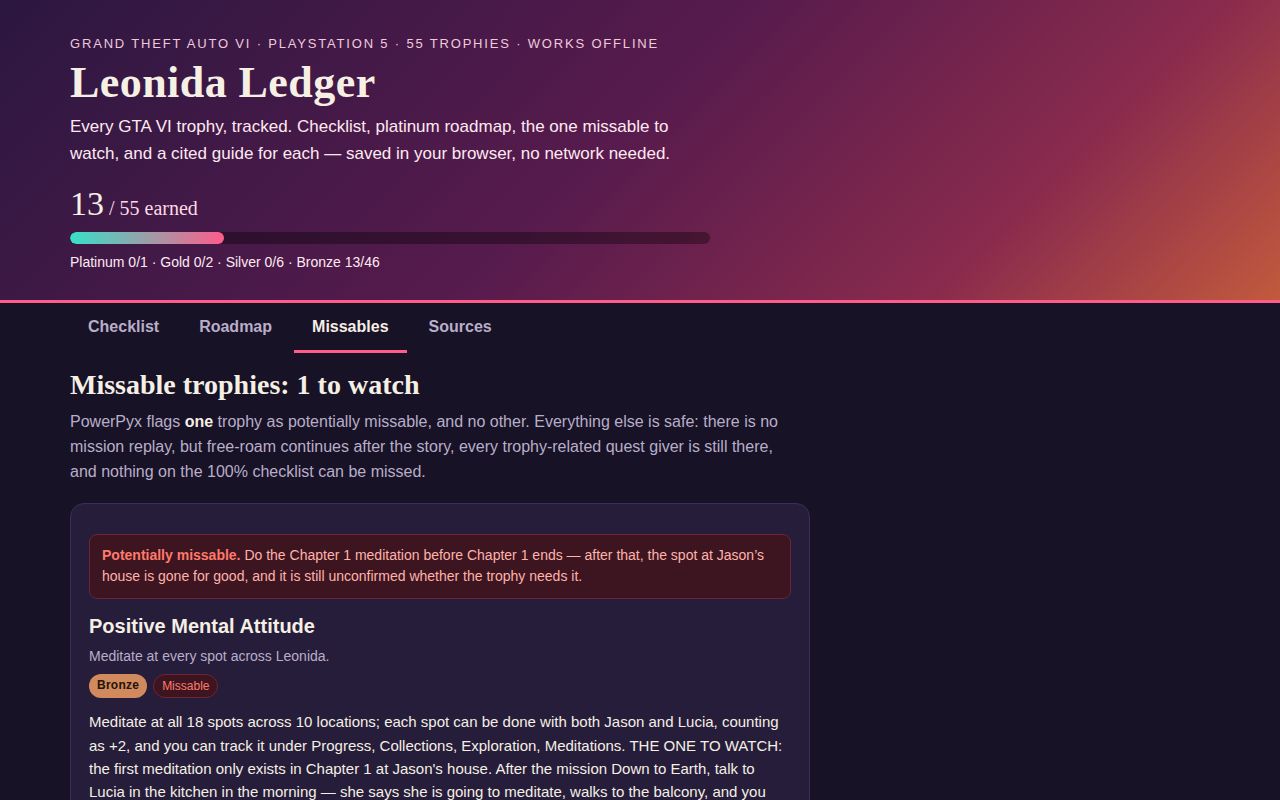 GRAND THEFT AUTO VI · PLAYSTATION 5 · 55 TROPHIES · WORKS OFFLINE
Leonida Ledger
Every GTA VI trophy, tracked. Checklist, platinum roadmap, the one missable to
watch, and a cited guide for each — saved in your browser, no network needed.
13 / 55 earned
Platinum 0/1 · Gold 0/2 · Silver 0/6 · Bronze 13/46
Checklist Roadmap Missables Sources
Missable trophies: 1 to watch
PowerPyx flags one trophy as potentially missable, and no other. Everything else is safe: there is no
mission replay, but free-roam continues after the story, every trophy-related quest giver is still there,
and nothing on the 100% checklist can be missed.
Potentially missable. Do the Chapter 1 meditation before Chapter 1 ends — after that, the spot at Jason’s
house is gone for good, and it is still unconfirmed whether the trophy needs it.
Positive Mental Attitude
Meditate at every spot across Leonida.
Bronze Missable
Meditate at all 18 spots across 10 locations; each spot can be done with both Jason and Lucia, counting
as +2, and you can track it under Progress, Collections, Exploration, Meditations. THE ONE TO WATCH:
the first meditation only exists in Chapter 1 at Jason's house. After the mission Down to Earth, talk to
Lucia in the kitchen in the morning — she says she is going to meditate, walks to the balcony, and you